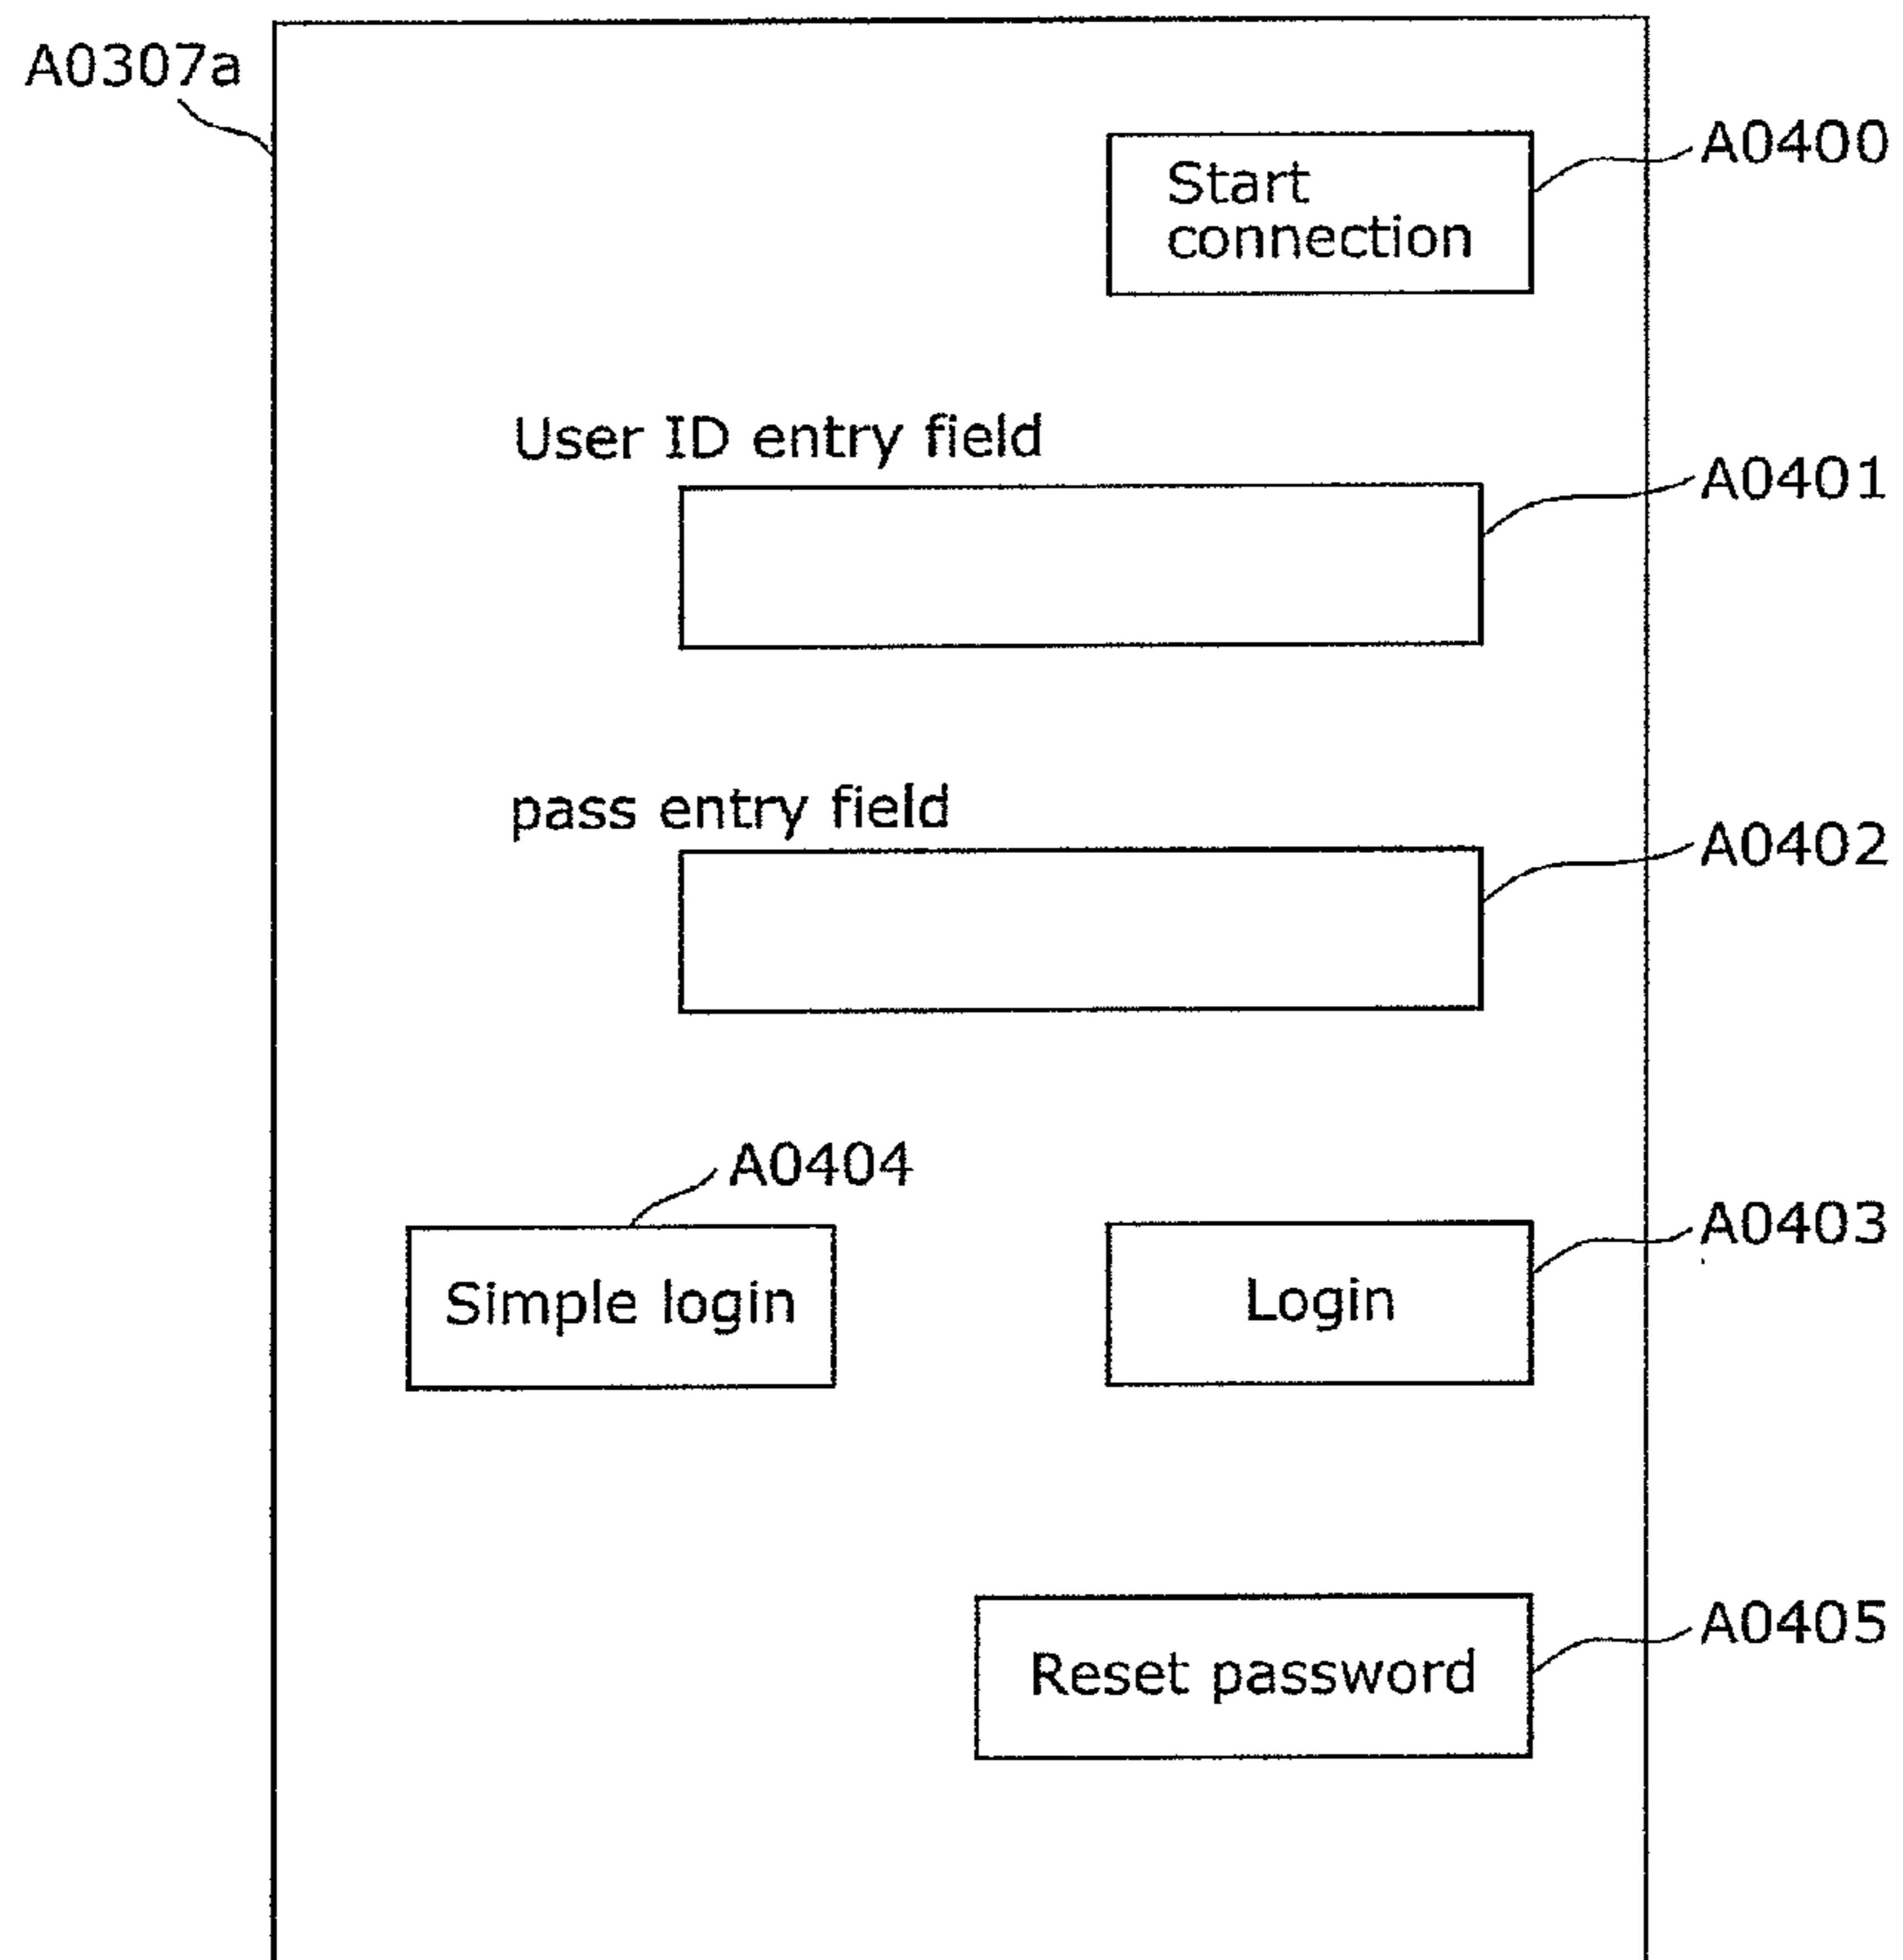 A0307a
A0400
Start
connection
User ID entry field
A0401
pass entry field
A0402
A0404
A0403
Simple login
Login
A0405
Reset password